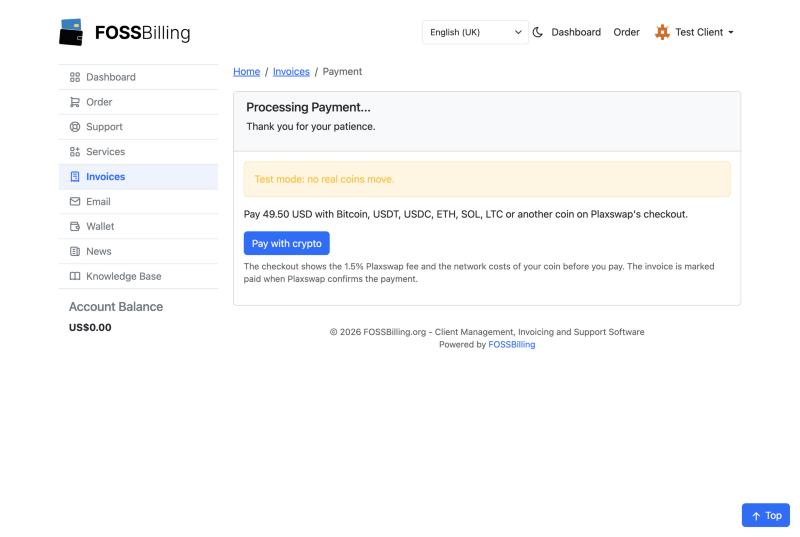 FOSSBilling
English (UK)
Dashboard
Order
Test Client
Dashboard
Order
Support
Services
Invoices
Email
Wallet
News
Knowledge Base
Account Balance
US$0.00
Home / Invoices / Payment
Processing Payment...
Thank you for your patience.
Test mode: no real coins move.
Pay 49.50 USD with Bitcoin, USDT, USDC, ETH, SOL, LTC or another coin on Plaxswap's checkout.
Pay with crypto
The checkout shows the 1.5% Plaxswap fee and the network costs of your coin before you pay. The invoice is marked
paid when Plaxswap confirms the payment.
© 2026 FOSSBilling.org - Client Management, Invoicing and Support Software
Powered by FOSSBilling
Top